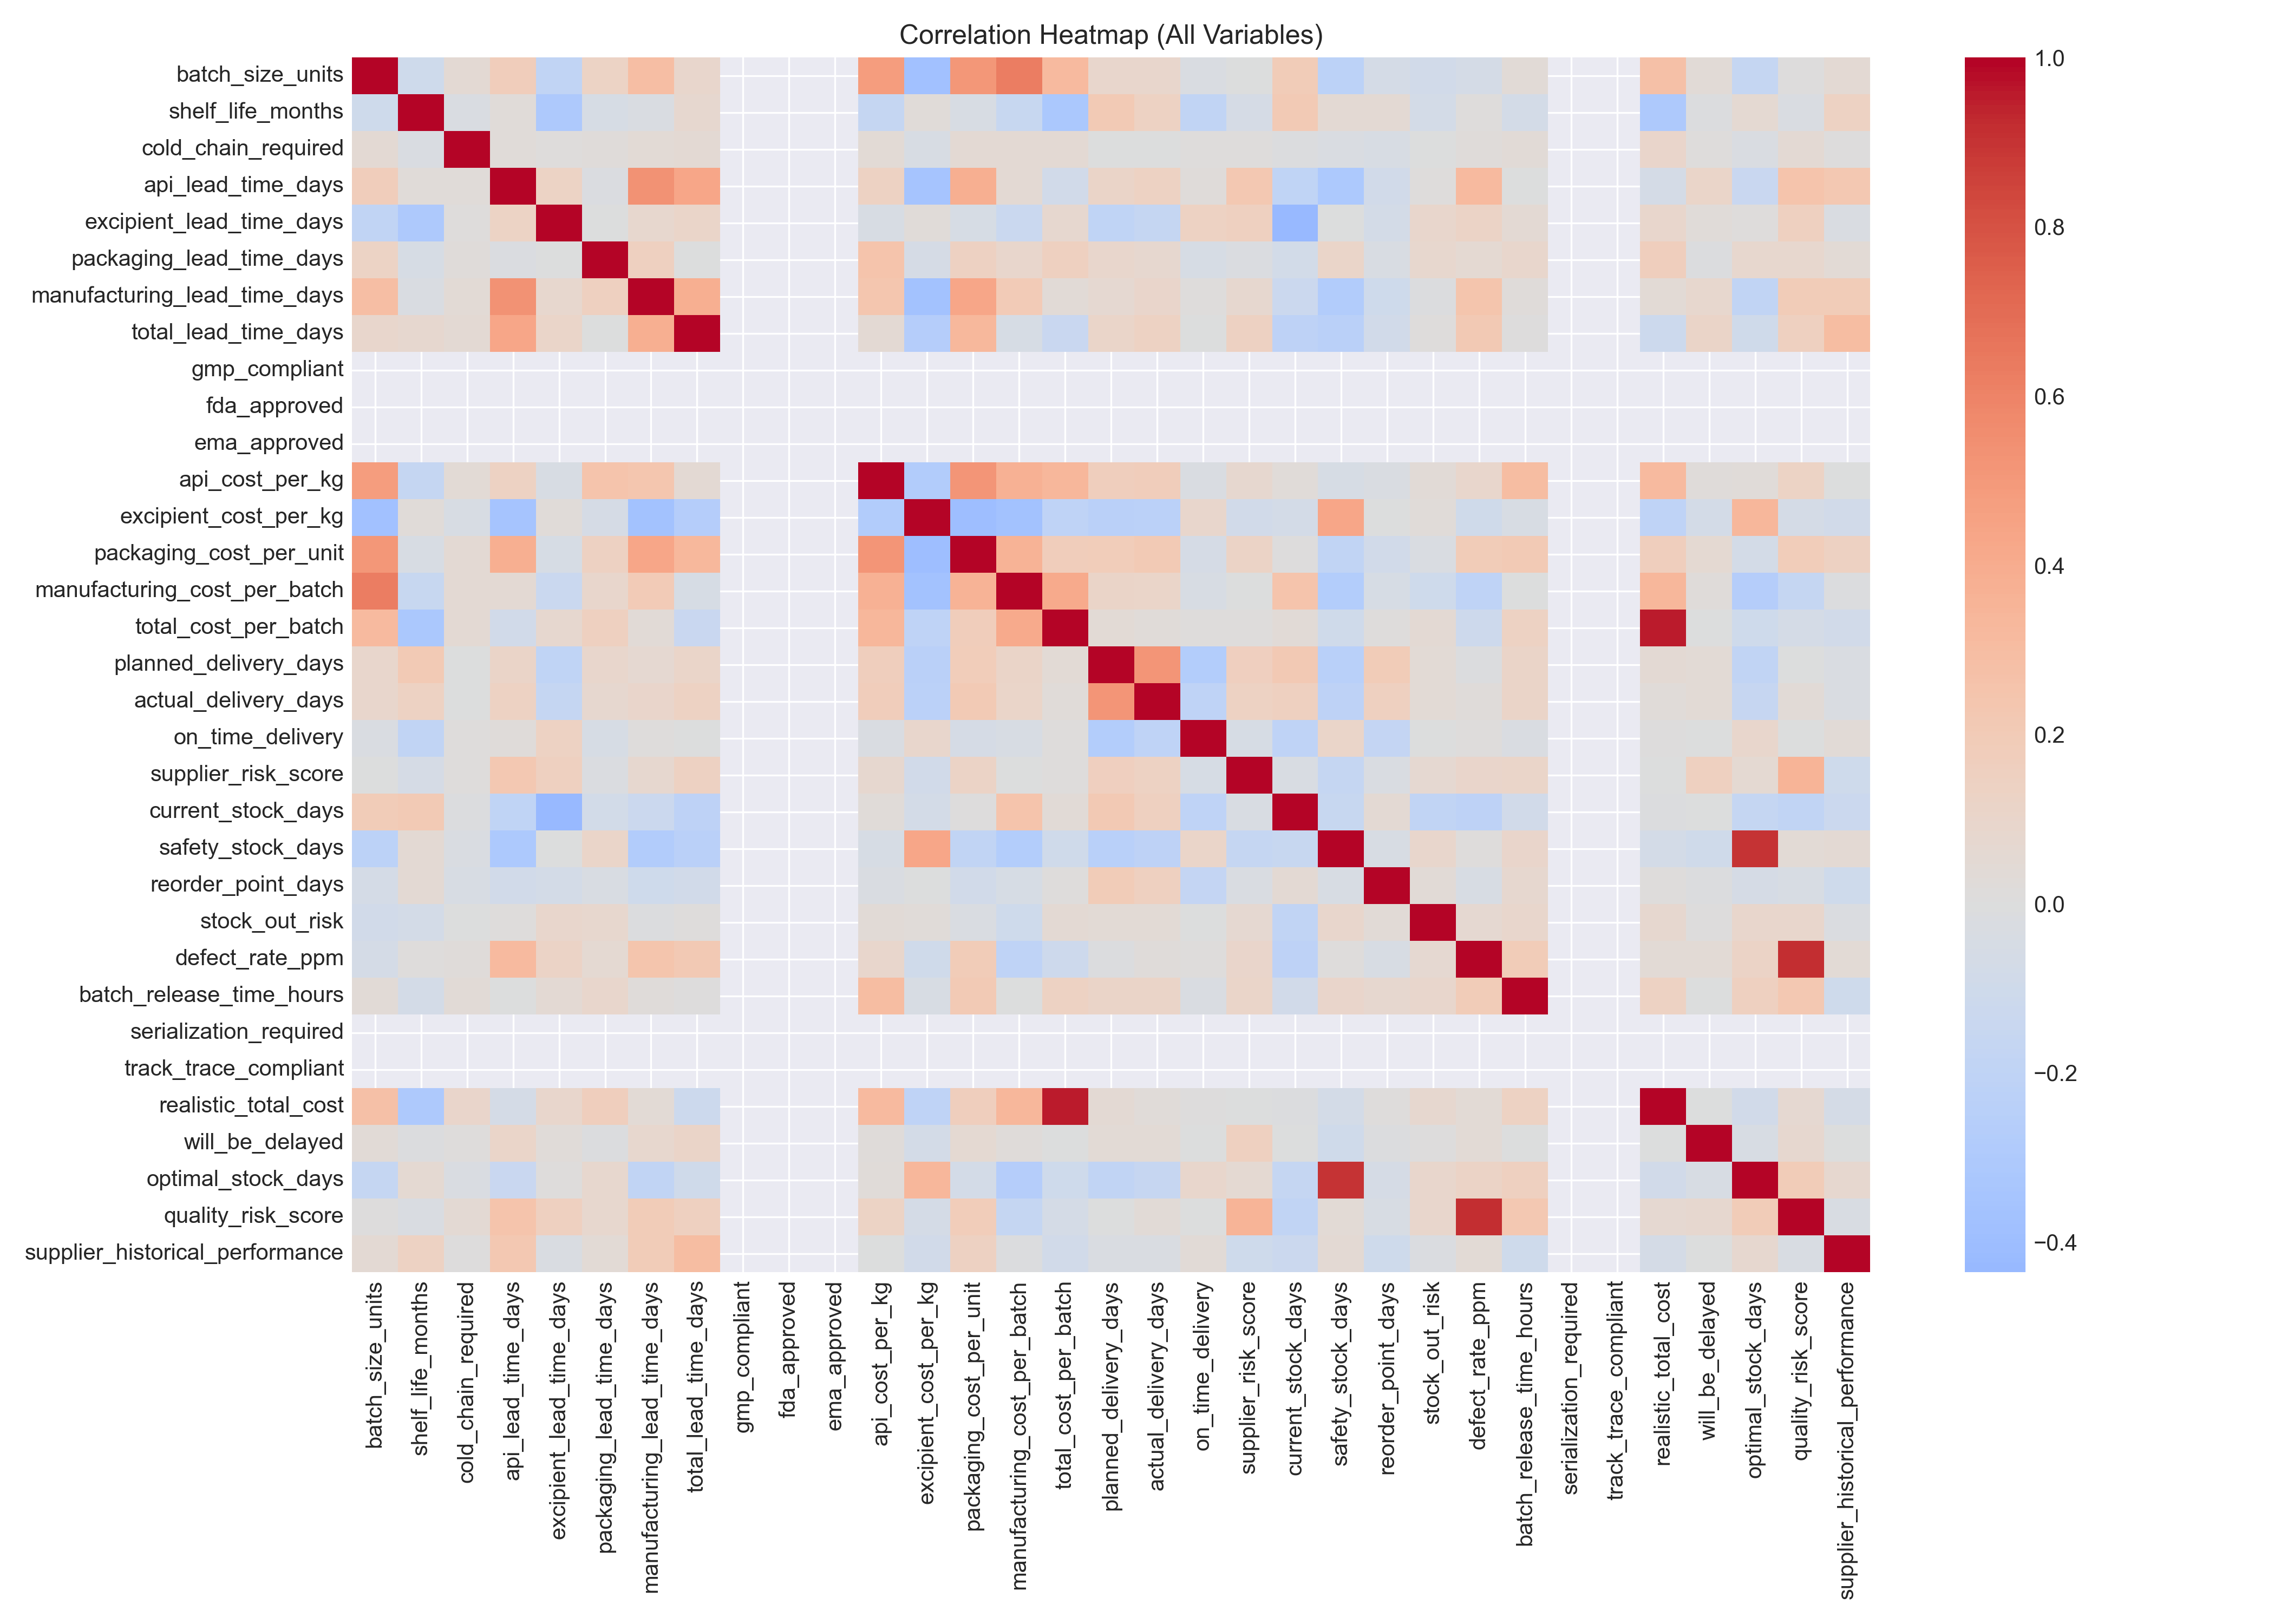 Correlation Heatmap (All Variables)
batch_size_units
shelf_life_months
cold_chain_required
api_lead_time_days
excipient_lead_time_days
packaging_lead_time_days
manufacturing_lead_time_days
total_lead_time_days
gmp_compliant
fda_approved
ema_approved
api_cost_per_kg
excipient_cost_per_kg
packaging_cost_per_unit
manufacturing_cost_per_batch
total_cost_per_batch
planned_delivery_days
actual_delivery_days
on_time_delivery
supplier_risk_score
current_stock_days
safety_stock_days
reorder_point_days
stock_out_risk
defect_rate_ppm
batch_release_time_hours
serialization_required
track_trace_compliant
realistic_total_cost
will_be_delayed
optimal_stock_days
quality_risk_score
supplier_historical_performance
batch_size_units
shelf_life_months
cold_chain_required
api_lead_time_days
excipient_lead_time_days
packaging_lead_time_days
manufacturing_lead_time_days
total_lead_time_days
gmp_compliant
fda_approved
ema_approved
api_cost_per_kg
excipient_cost_per_kg
packaging_cost_per_unit
manufacturing_cost_per_batch
total_cost_per_batch
planned_delivery_days
actual_delivery_days
on_time_delivery
supplier_risk_score
current_stock_days
safety_stock_days
reorder_point_days
stock_out_risk
defect_rate_ppm
batch_release_time_hours
serialization_required
track_trace_compliant
realistic_total_cost
will_be_delayed
optimal_stock_days
quality_risk_score
supplier_historical_performance
1.0
0.8
0.6
0.4
0.2
0.0
−0.2
−0.4